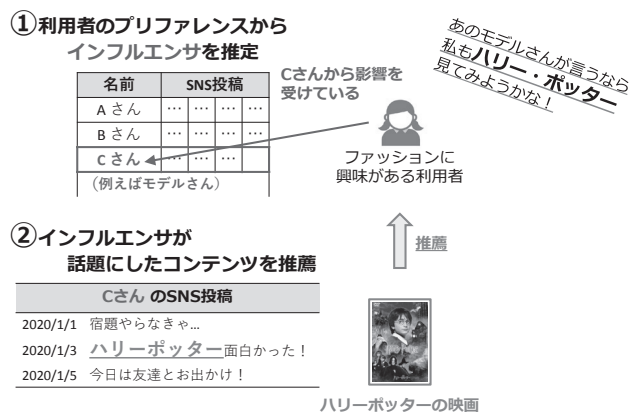 ①利用者のプリファレンスから
インフルエンサを推定
名前 SNS投稿
A さん … … … …
B さん … … … …
C さん … … …
（例えばモデルさん）
Cさんから影響を
受けている
ファッションに
興味がある利用者
あのモデルさんが言うなら
私もハリー・ポッター
見てみようかな！
②インフルエンサが
話題にしたコンテンツを推薦
Cさん のSNS投稿
2020/1/1 宿題やらなきゃ…
2020/1/3 ハリーポッター面白かった！
2020/1/5 今日は友達とお出かけ！
推薦
ハリーポッターの映画